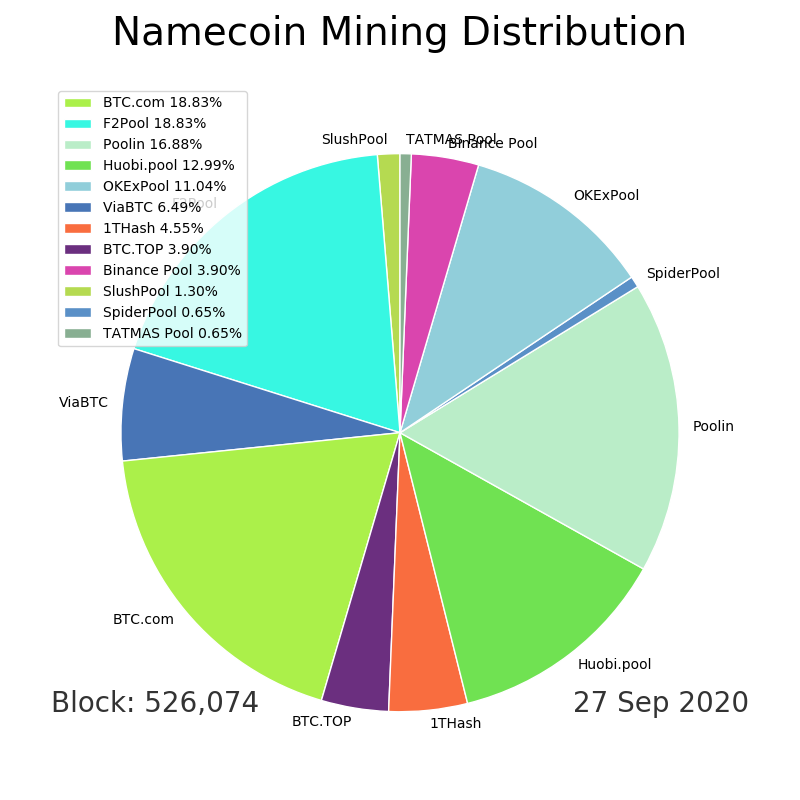 Namecoin Mining Distribution
BTC.com 18.83%
F2Pool 18.83%
Poolin 16.88%
Huobi.pool 12.99%
OKExPool 11.04%
ViaBTC 6.49%
1THash 4.55%
BTC.TOP 3.90%
Binance Pool 3.90%
SlushPool 1.30%
SpiderPool 0.65%
TATMAS Pool 0.65%
SlushPool
TATMAS Pool
Binance Pool
OKExPool
F2Pool
SpiderPool
ViaBTC
Poolin
BTC.com
Huobi.pool
BTC.TOP
1THash
Block: 526,074
27 Sep 2020